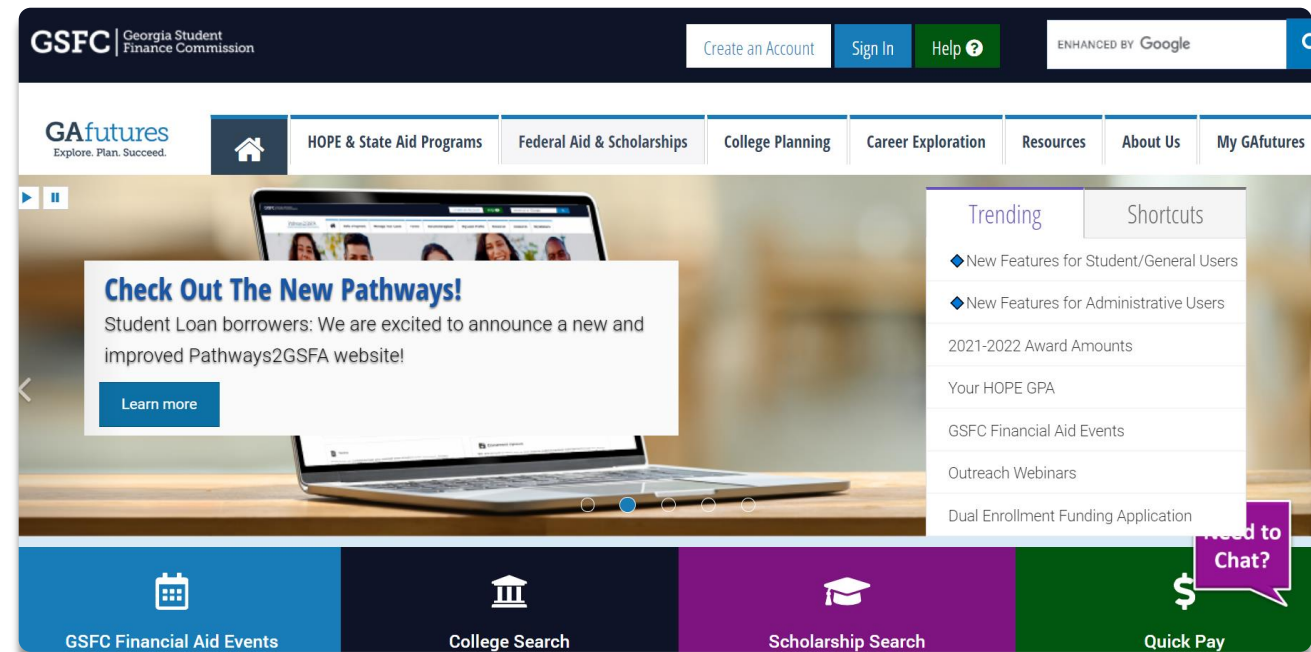 GSFC
Georgia Student
Finance Commission
Create an Account
Sign In
Help
ENHANCED BY Google
GAfutures
Explore. Plan. Succeed.
HOPE & State Aid Programs
Federal Aid & Scholarships
College Planning
Career Exploration
Resources
About Us
My GAfutures
Check Out The New Pathways!
Student Loan borrowers: We are excited to announce a new and
improved Pathways2GSFA website!
Learn more
Trending
Shortcuts
New Features for Student/General Users
New Features for Administrative Users
2021-2022 Award Amounts
Your HOPE GPA
GSFC Financial Aid Events
Outreach Webinars
Dual Enrollment Funding Application
Need to
Chat?
GSFC Financial Aid Events
College Search
Scholarship Search
Quick Pay